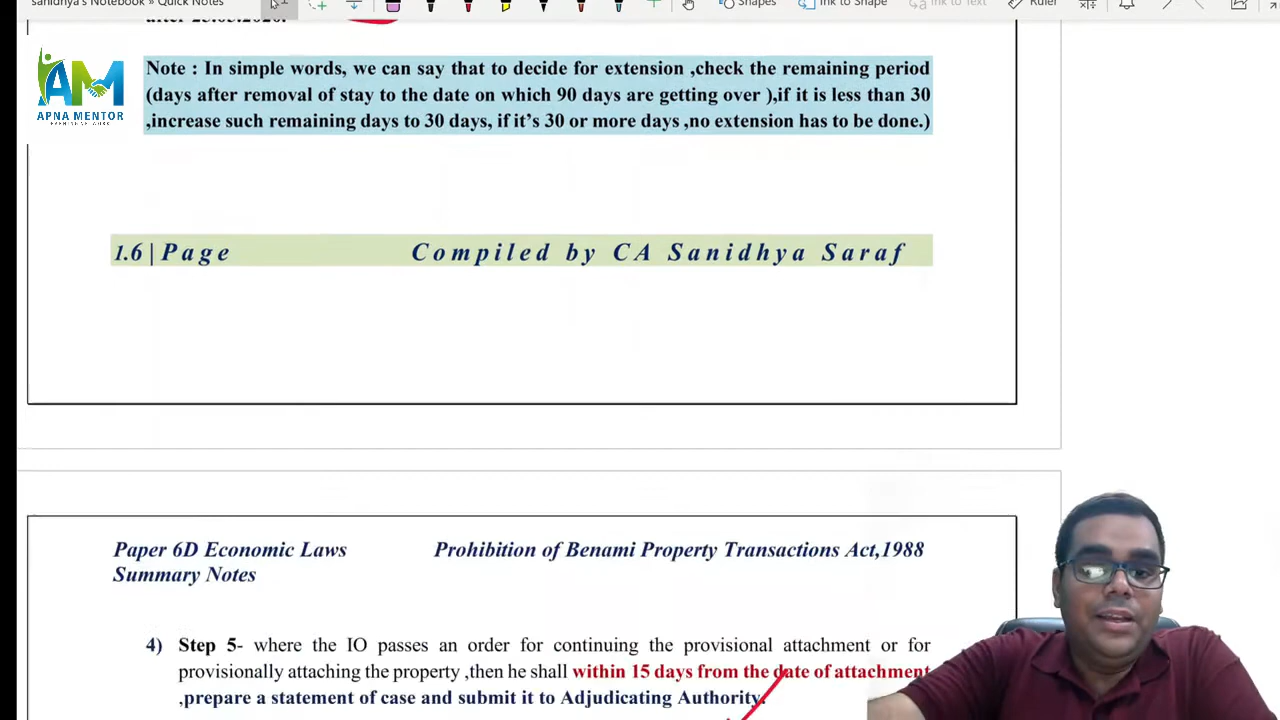 sanidhya's Notebook » Quick Notes
Shapes
Ink to Shape
Ink to Text
Ruler
after 25.05.2020.
AM
APNA MENTOR
Note : In simple words, we can say that to decide for extension ,check the remaining period
(days after removal of stay to the date on which 90 days are getting over ),if it is less than 30
,increase such remaining days to 30 days, if it's 30 or more days ,no extension has to be done.)
1.6 | Page
Compiled by CA Sanidhya Saraf
Paper 6D Economic Laws
Prohibition of Benami Property Transactions Act,1988
Summary Notes
4) Step 5- where the IO passes an order for continuing the provisional attachment or for
provisionally attaching the property ,then he shall within 15 days from the date of attachment
,prepare a statement of case and submit it to Adjudicating Authority.